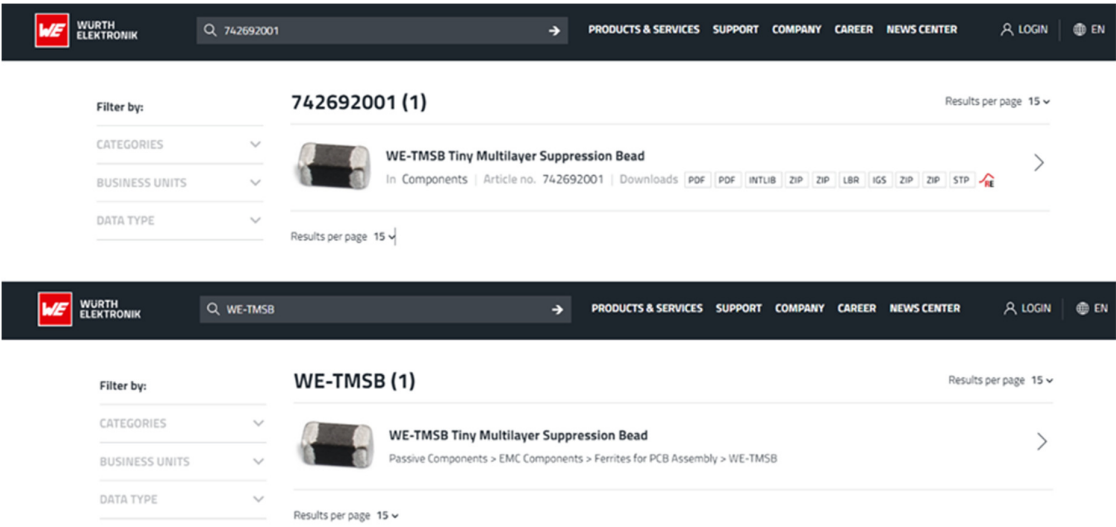 WE WURTH ELEKTRONIK 742692001 PRODUCTS & SERVICES SUPPORT COMPANY CAREER NEWS CENTER LOGIN EN
Filter by:
742692001 (1)
Results per page 15
CATEGORIES
BUSINESS UNITS
DATA TYPE
WE-TMSB Tiny Multilayer Suppression Bead
In Components | Article no. 742692001 | Downloads PDF PDF INTLIB ZIP ZIP LBR IGS ZIP ZIP STP RE
Results per page 15
WE WURTH ELEKTRONIK WE-TMSB PRODUCTS & SERVICES SUPPORT COMPANY CAREER NEWS CENTER LOGIN EN
Filter by:
WE-TMSB (1)
Results per page 15
CATEGORIES
BUSINESS UNITS
DATA TYPE
WE-TMSB Tiny Multilayer Suppression Bead
Passive Components > EMC Components > Ferrites for PCB Assembly > WE-TMSB
Results per page 15